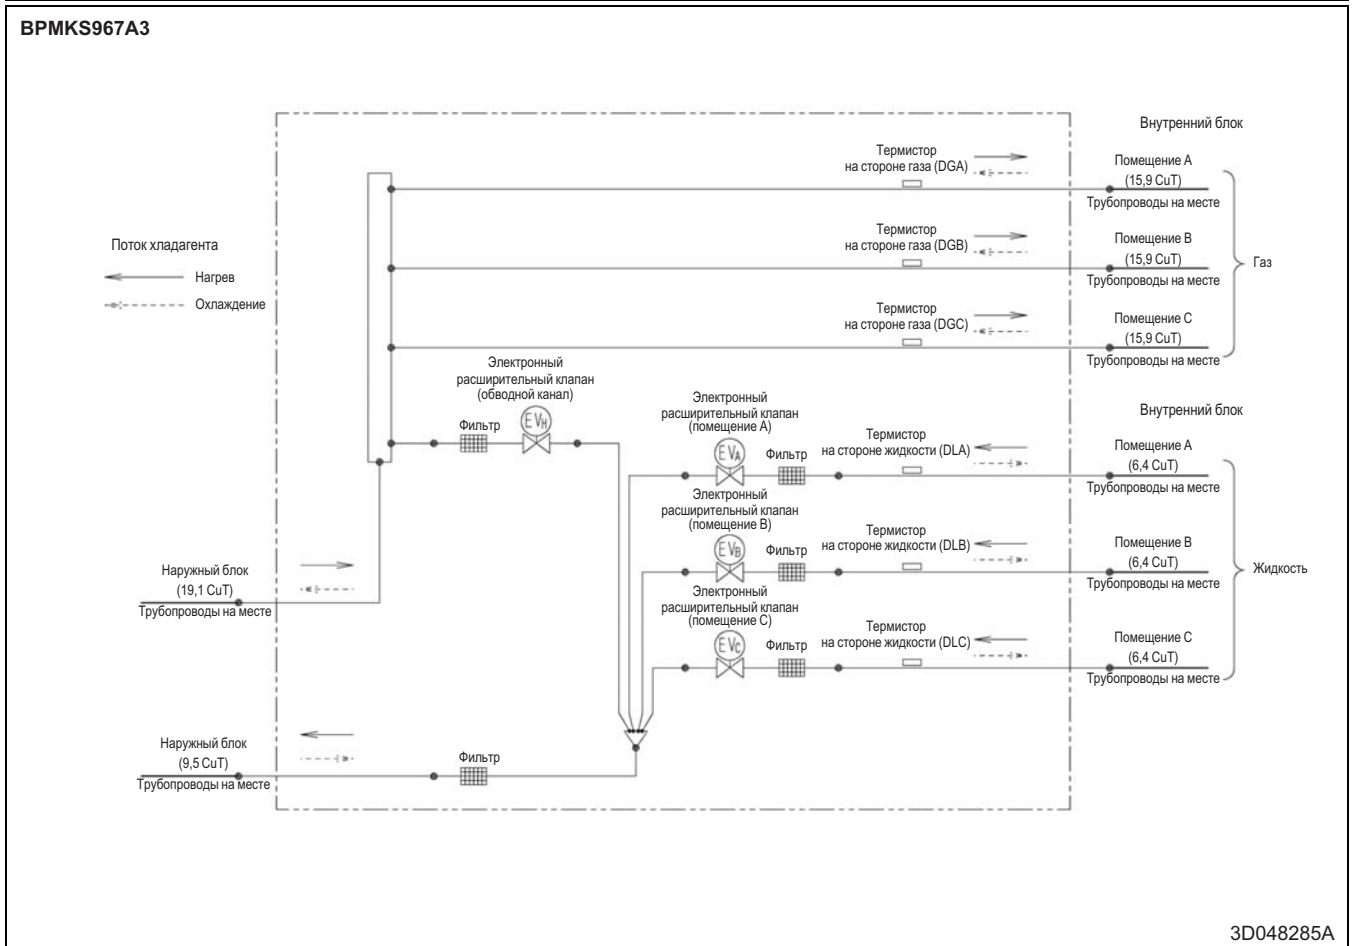 BPMKS967A3
Внутренний блок
Термистор
на стороне газа (DGA)
Помещение A
(15,9 CuT)
Трубопроводы на месте
Поток хладагента
Нагрев
Охлаждение
Термистор
на стороне газа (DGB)
Помещение B
(15,9 CuT)
Трубопроводы на месте
Газ
Термистор
на стороне газа (DGC)
Помещение C
(15,9 CuT)
Трубопроводы на месте
Электронный
расширительный клапан
(обводной канал)
Фильтр
EVH
Внутренний блок
Электронный
расширительный клапан
(помещение A)
EVA
Фильтр
Термистор
на стороне жидкости (DLA)
Помещение A
(6,4 CuT)
Трубопроводы на месте
Электронный
расширительный клапан
(помещение B)
EVB
Фильтр
Термистор
на стороне жидкости (DLB)
Помещение B
(6,4 CuT)
Трубопроводы на месте
Жидкость
Электронный
расширительный клапан
(помещение C)
EVC
Фильтр
Термистор
на стороне жидкости (DLC)
Помещение C
(6,4 CuT)
Трубопроводы на месте
Наружный блок
(19,1 CuT)
Трубопроводы на месте
Наружный блок
(9,5 CuT)
Трубопроводы на месте
Фильтр
3D048285A